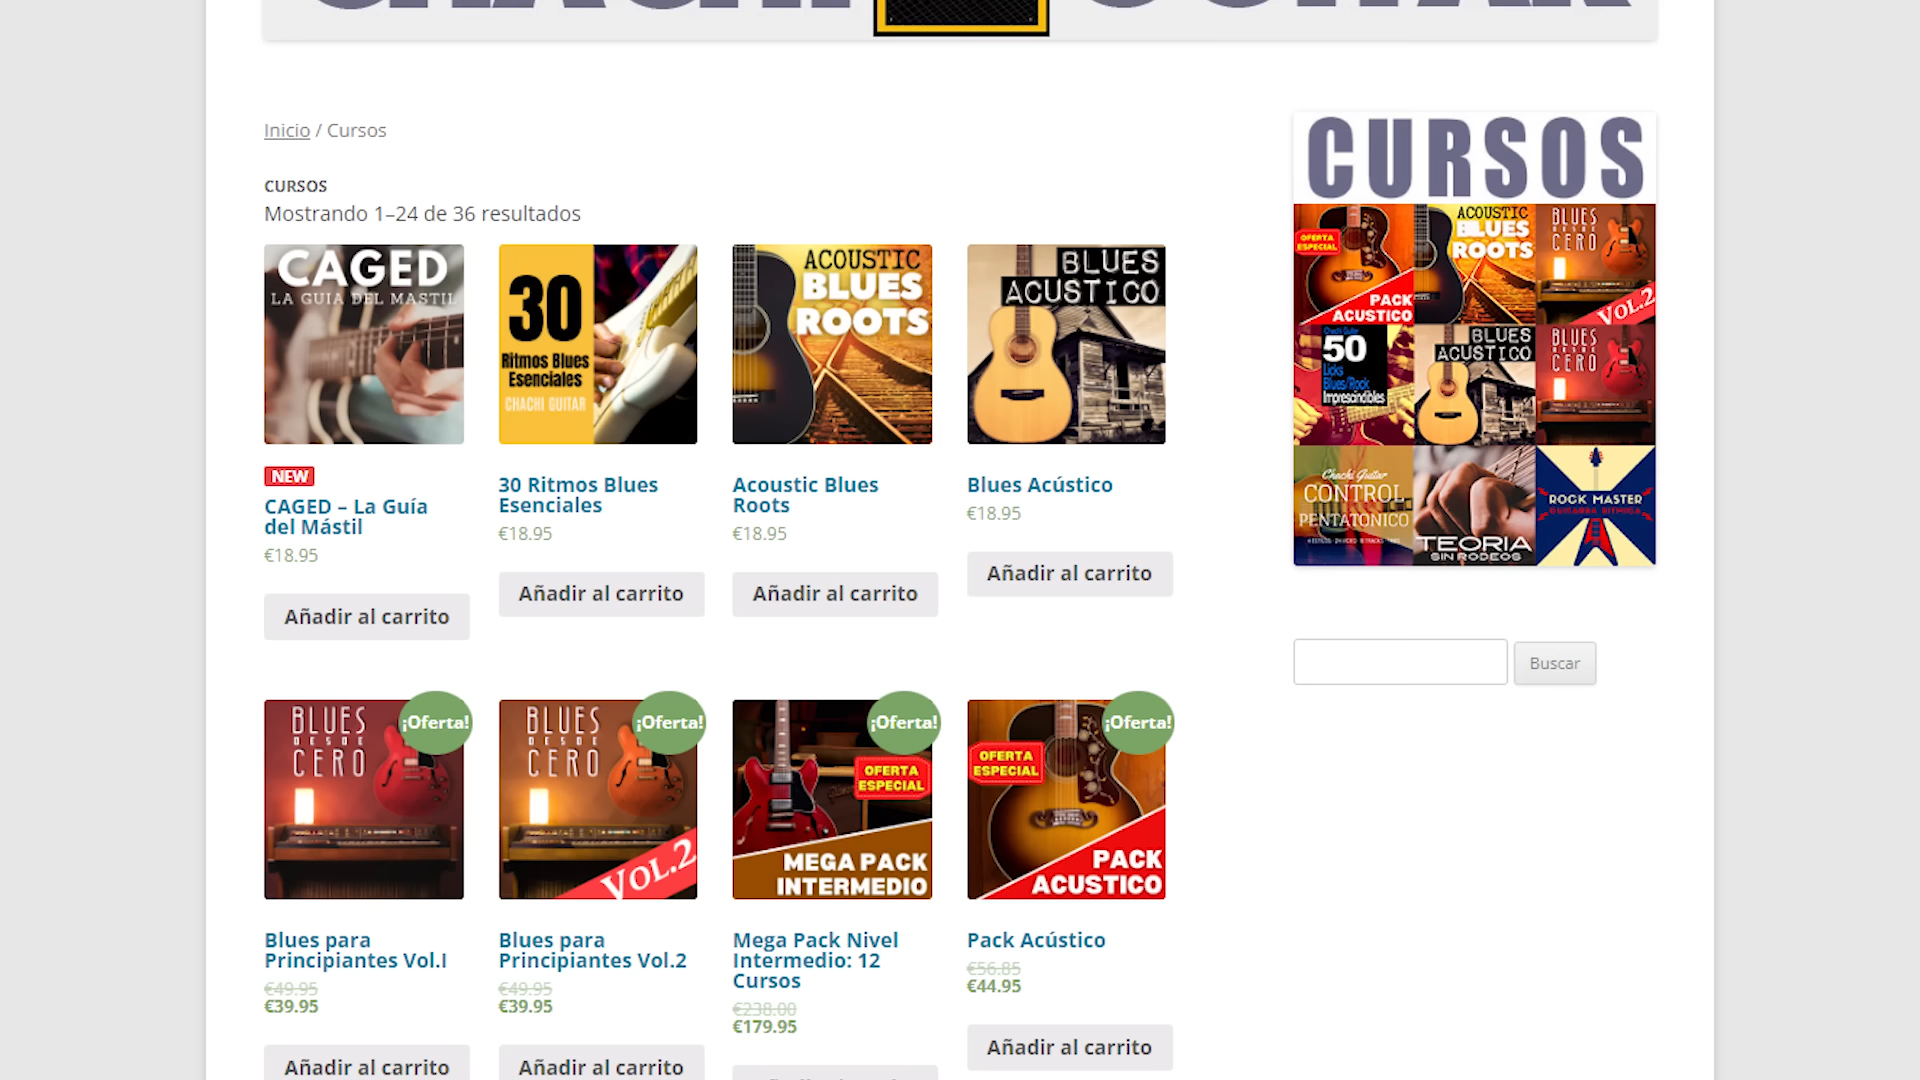 Inicio / Cursos
CURSOS
Mostrando 1–24 de 36 resultados
CAGED
LA GUIA DEL MASTIL
30
Ritmos Blues
Esenciales
CHACHI GUITAR
ACOUSTIC
BLUES
ROOTS
BLUES
ACUSTICO
NEW
CAGED – La Guía
del Mástil
€18.95
Añadir al carrito
30 Ritmos Blues
Esenciales
€18.95
Añadir al carrito
Acoustic Blues
Roots
€18.95
Añadir al carrito
Blues Acústico
€18.95
Añadir al carrito
BLUES
DESDE
CERO
¡Oferta!
BLUES
DESDE
CERO
VOL.2
¡Oferta!
OFERTA
ESPECIAL
MEGA PACK
INTERMEDIO
¡Oferta!
OFERTA
ESPECIAL
PACK
ACUSTICO
¡Oferta!
Blues para
Principiantes Vol.I
€49.95
€39.95
Añadir al carrito
Blues para
Principiantes Vol.2
€49.95
€39.95
Añadir al carrito
Mega Pack Nivel
Intermedio: 12
Cursos
€238.00
€179.95
Pack Acústico
€56.85
€44.95
Añadir al carrito
CURSOS
OFERTA
ESPECIAL
PACK
ACUSTICO
ACOUSTIC
BLUES
ROOTS
BLUES
DESDE
CERO
VOL.2
Chachi Guitar
50
Licks
Blues/Rock
Imprescindibles
BLUES
ACUSTICO
BLUES
DESDE
CERO
Chachi Guitar
CONTROL
PENTATONICO
TEORIA
SIN RODEOS
ROCK MASTER
GUITARRA RITMICA
Buscar